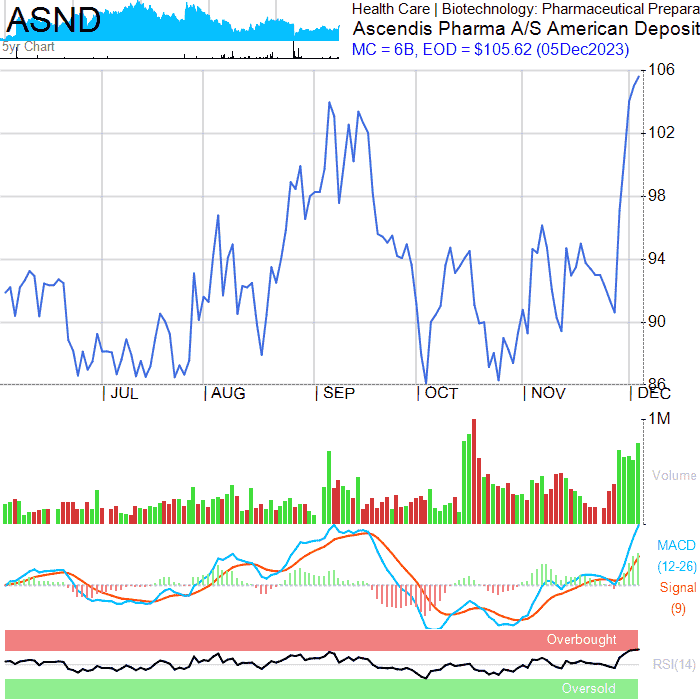 ASND
5yr Chart
Health Care | Biotechnology: Pharmaceutical Prepara
Ascendis Pharma A/S American Deposit
MC = 6B, EOD = $105.62 (05Dec2023)
106
102
98
94
90
86
JUL
AUG
SEP
OCT
NOV
DEC
1M
Volume
MACD
(12-26)
Signal
(9)
Overbought
RSI(14)
Oversold